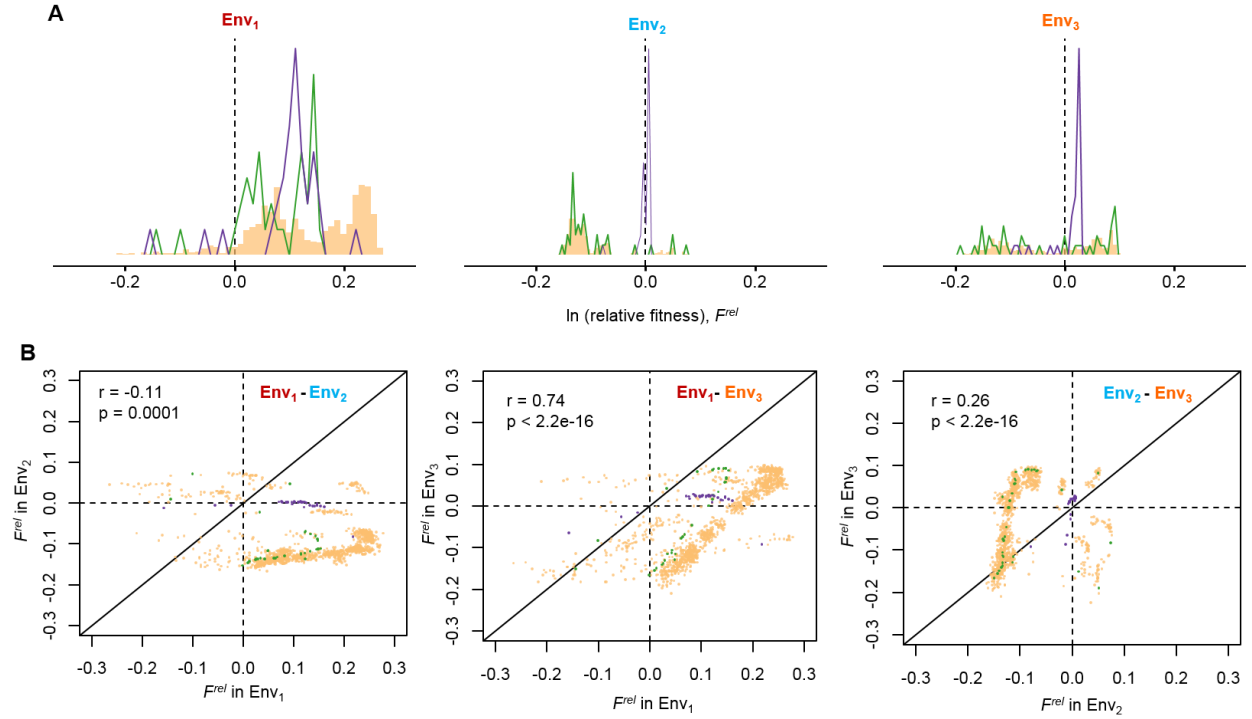 A
Env1
Env2
Env3
-0.2 0.0 0.2
-0.2 0.0 0.2
-0.2 0.0 0.2
ln (relative fitness), F^rel
B
r = -0.11
p = 0.0001
Env1 - Env2
F^rel in Env2
0.3 0.2 0.1 0.0 -0.1 -0.2 -0.3
-0.3 -0.2 -0.1 0.0 0.1 0.2 0.3
F^rel in Env1
r = 0.74
p < 2.2e-16
Env1- Env3
F^rel in Env3
0.3 0.2 0.1 0.0 -0.1 -0.2 -0.3
-0.3 -0.2 -0.1 0.0 0.1 0.2 0.3
F^rel in Env1
r = 0.26
p < 2.2e-16
Env2 - Env3
F^rel in Env3
0.3 0.2 0.1 0.0 -0.1 -0.2 -0.3
-0.3 -0.2 -0.1 0.0 0.1 0.2 0.3
F^rel in Env2